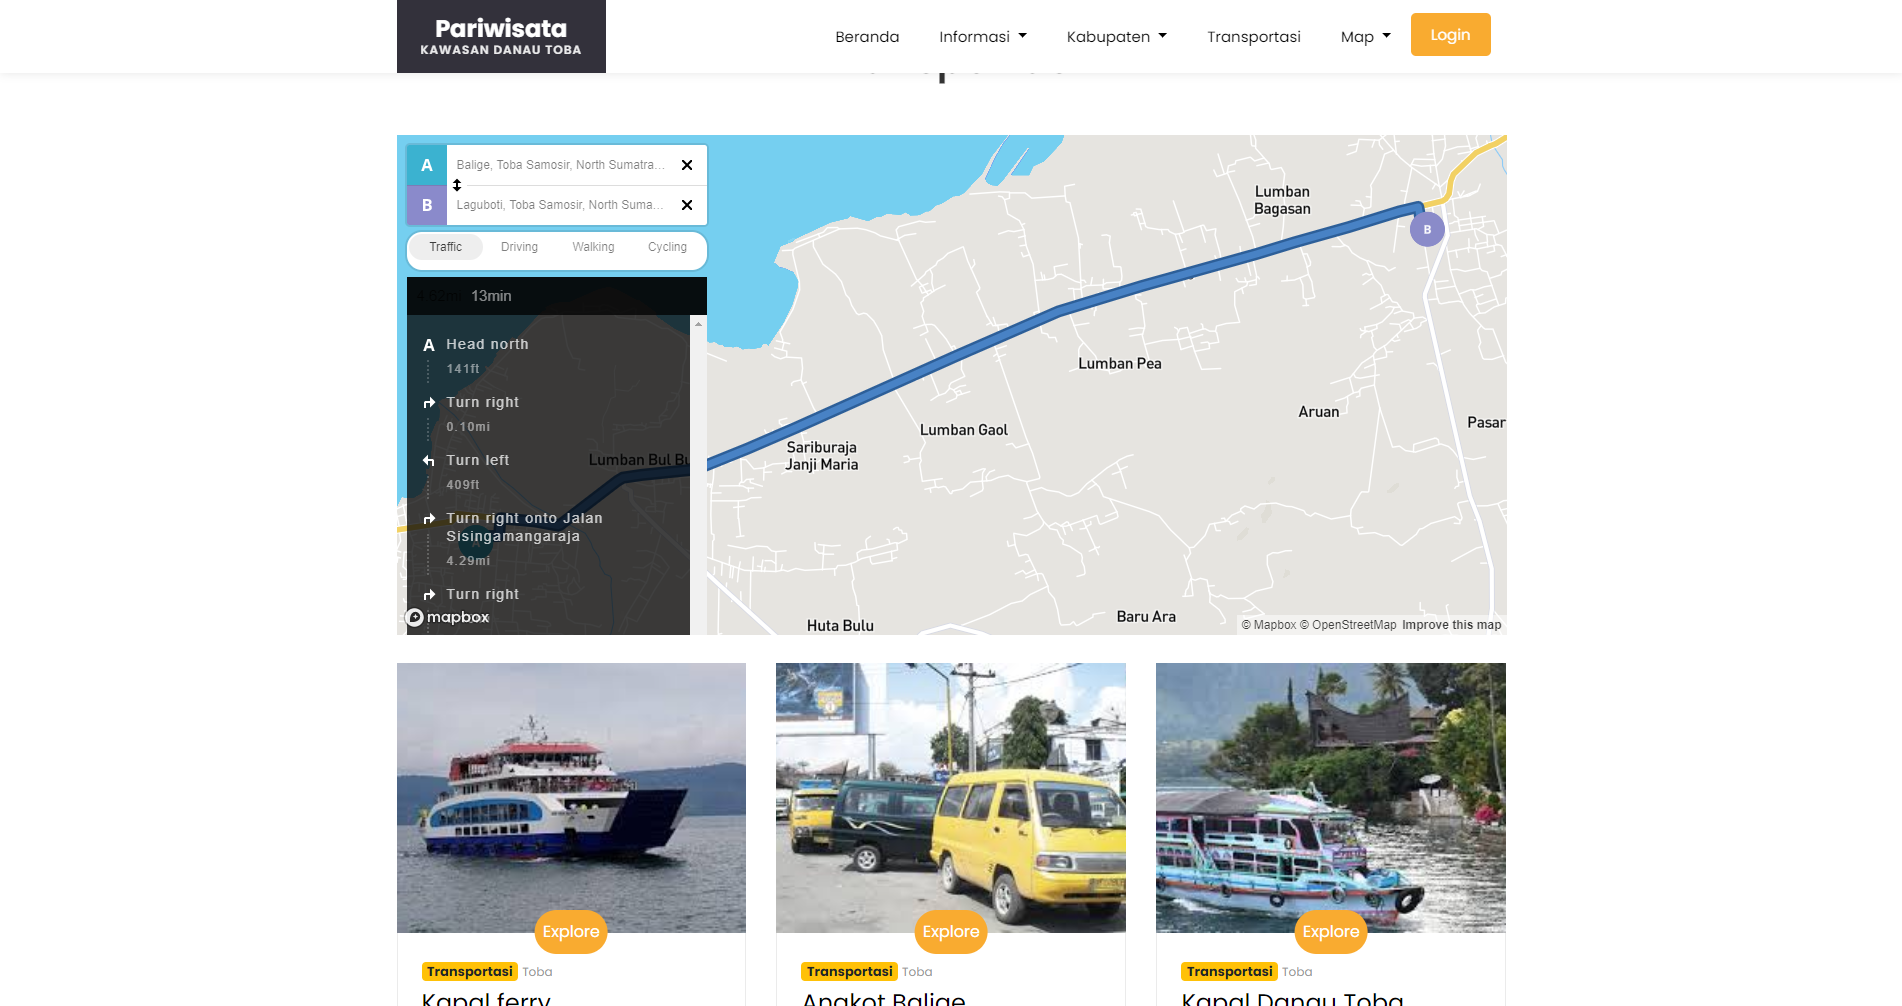 Pariwisata
KAWASAN DANAU TOBA
Beranda
Informasi
Kabupaten
Transportasi
Map
Login
A
Balige, Toba Samosir, North Sumatra...
B
Laguboti, Toba Samosir, North Suma...
Traffic
Driving
Walking
Cycling
13min
A
Head north
141ft
Turn right
0.10mi
Turn left
409ft
Turn right onto Jalan
Sisingamangaraja
4.29mi
Turn right
mapbox
Lumban
Bagasan
B
Lumban Pea
Aruan
Pasar
Lumban Gaol
Sariburaja
Janji Maria
Lumban Bul
Huta Bulu
Baru Ara
© Mapbox © OpenStreetMap Improve this map
Explore
Transportasi Toba
Kapal ferry
Explore
Transportasi Toba
Angkot Balige
Explore
Transportasi Toba
Kapal Danau Toba